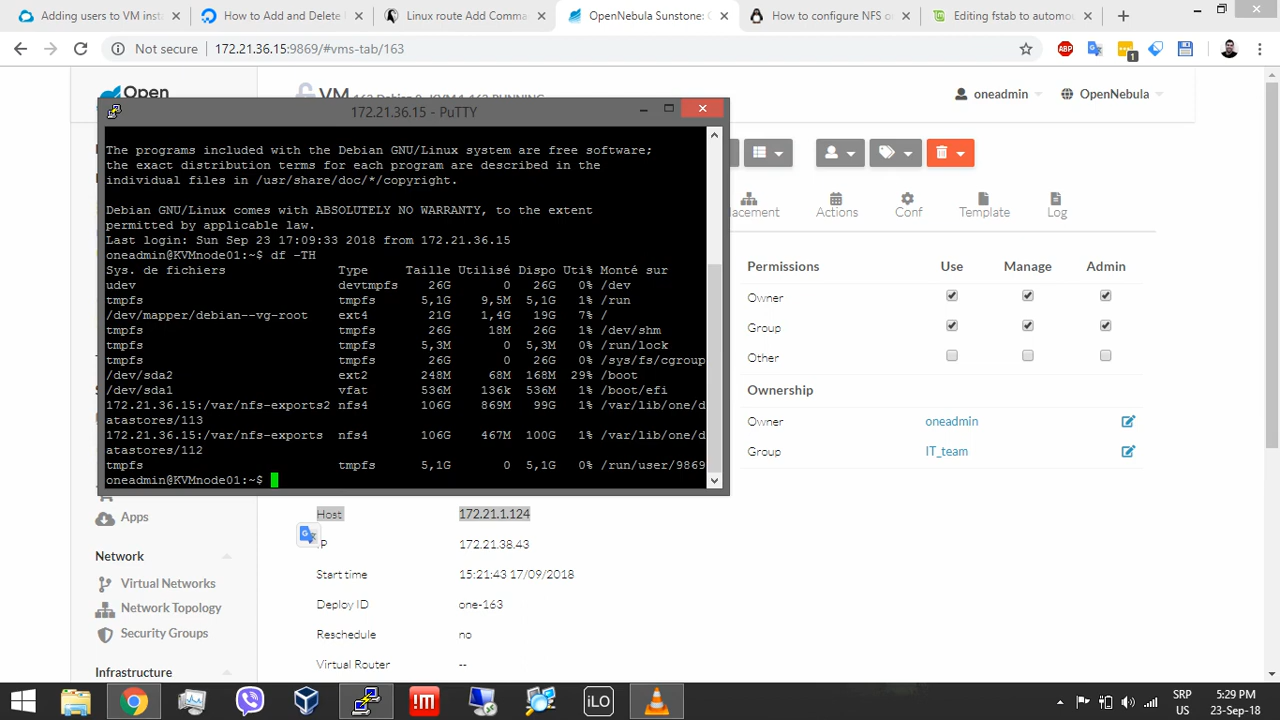 Adding users to VM inst
How to Add and Delete
Linux route Add Comma
OpenNebula Sunstone: C
How to configure NFS o
Editing fstab to automou
Not secure
172.21.36.15:9869/#vms-tab/163
ABP
1
Open
VM
oneadmin
OpenNebula
172.21.36.15 - PuTTY
The programs included with the Debian GNU/Linux system are free software;
the exact distribution terms for each program are described in the
individual files in /usr/share/doc/*/copyright.
Debian GNU/Linux comes with ABSOLUTELY NO WARRANTY, to the extent
permitted by applicable law.
Last login: Sun Sep 23 17:09:33 2018 from 172.21.36.15
oneadmin@KVMnode01:~$ df -TH
Sys. de fichiers Type Taille Utilisé Dispo Uti% Monté sur
udev devtmpfs 26G 0 26G 0% /dev
tmpfs tmpfs 5,1G 9,5M 5,1G 1% /run
/dev/mapper/debian--vg-root ext4 21G 1,4G 19G 7% /
tmpfs tmpfs 26G 18M 26G 1% /dev/shm
tmpfs tmpfs 5,3M 0 5,3M 0% /run/lock
tmpfs tmpfs 26G 0 26G 0% /sys/fs/cgroup
/dev/sda2 ext2 248M 68M 168M 29% /boot
/dev/sda1 vfat 536M 136k 536M 1% /boot/efi
172.21.36.15:/var/nfs-exports2 nfs4 106G 869M 99G 1% /var/lib/one/d
atastores/113
172.21.36.15:/var/nfs-exports nfs4 106G 467M 100G 1% /var/lib/one/d
atastores/112
tmpfs tmpfs 5,1G 0 5,1G 0% /run/user/9869
oneadmin@KVMnode01:~$
lacement
Actions
Conf
Template
Log
Permissions Use Manage Admin
Owner
Group
Other
Ownership
Owner oneadmin
Group IT_team
Apps
Network
Virtual Networks
Network Topology
Security Groups
Infrastructure
Host 172.21.1.124
IP 172.21.38.43
Start time 15:21:43 17/09/2018
Deploy ID one-163
Reschedule no
Virtual Router --
!m
iLO
SRP
US
5:29 PM
23-Sep-18